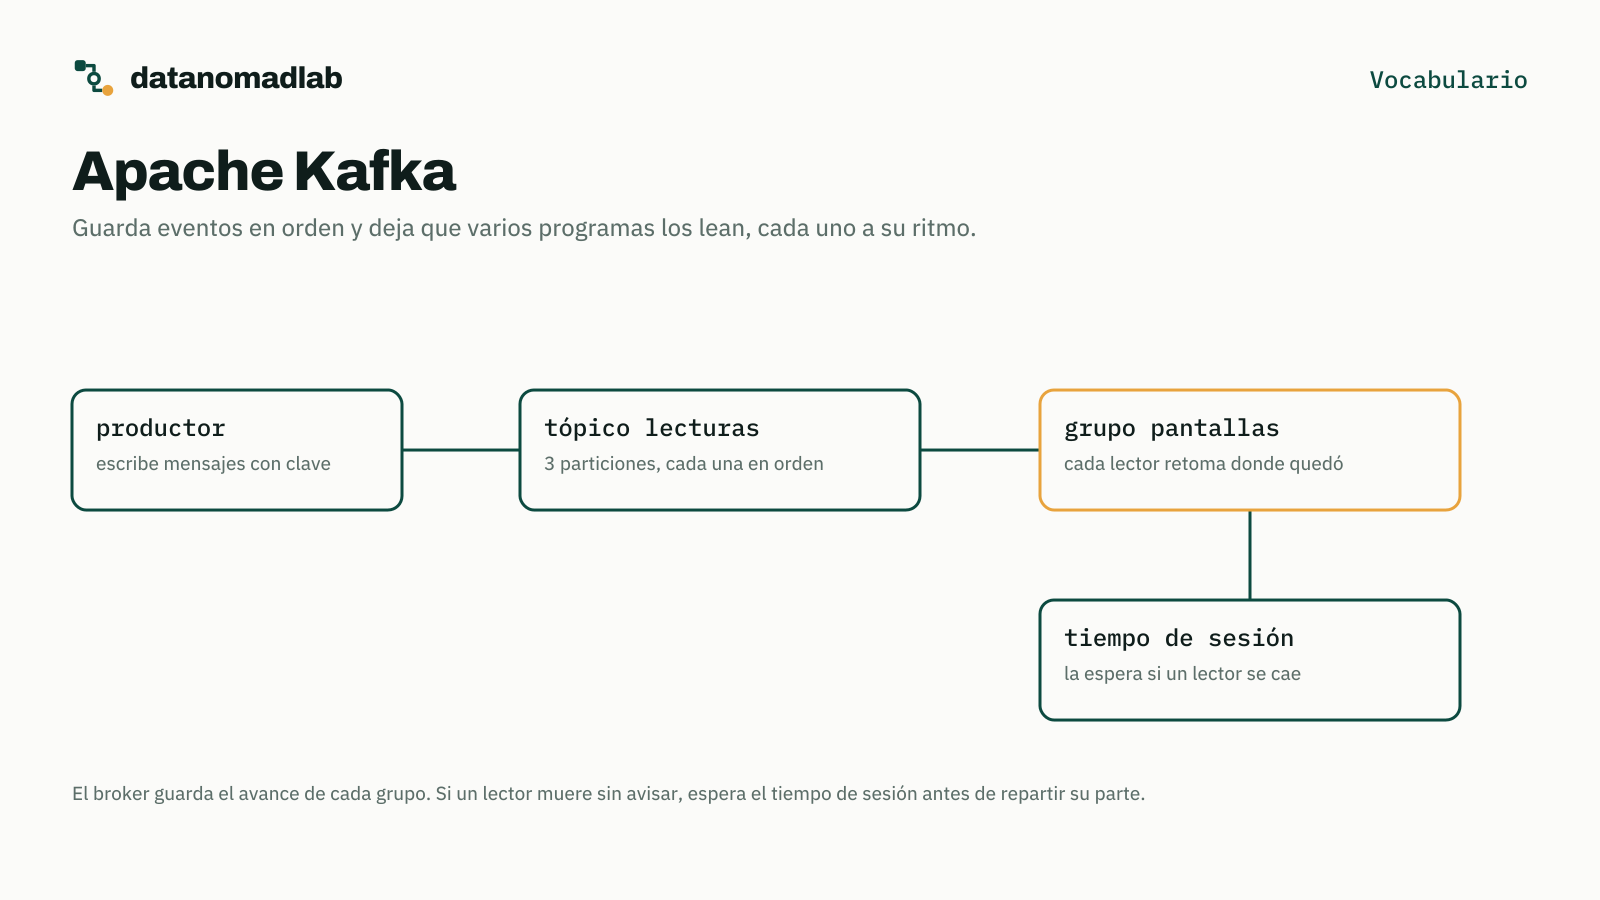 datanomadlab
Vocabulario
Apache Kafka
Guarda eventos en orden y deja que varios programas los lean, cada uno a su ritmo.
productor
escribe mensajes con clave
tópico lecturas
3 particiones, cada una en orden
grupo pantallas
cada lector retoma donde quedó
tiempo de sesión
la espera si un lector se cae
El broker guarda el avance de cada grupo. Si un lector muere sin avisar, espera el tiempo de sesión antes de repartir su parte.